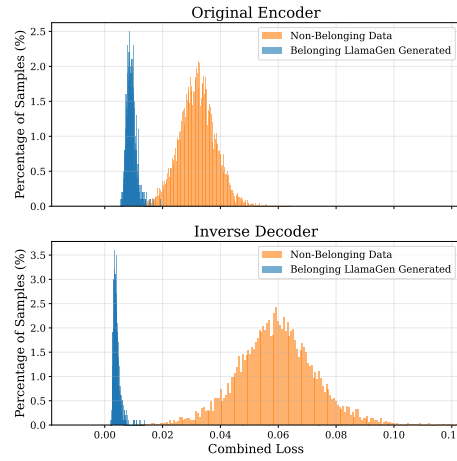 Original Encoder
Percentage of Samples (%)
2.5
2.0
1.5
1.0
0.5
0.0
Non-Belonging Data
Belonging LlamaGen Generated
Inverse Decoder
Percentage of Samples (%)
3.5
3.0
2.5
2.0
1.5
1.0
0.5
0.0
Non-Belonging Data
Belonging LlamaGen Generated
0.00 0.02 0.04 0.06 0.08 0.10 0.1
Combined Loss